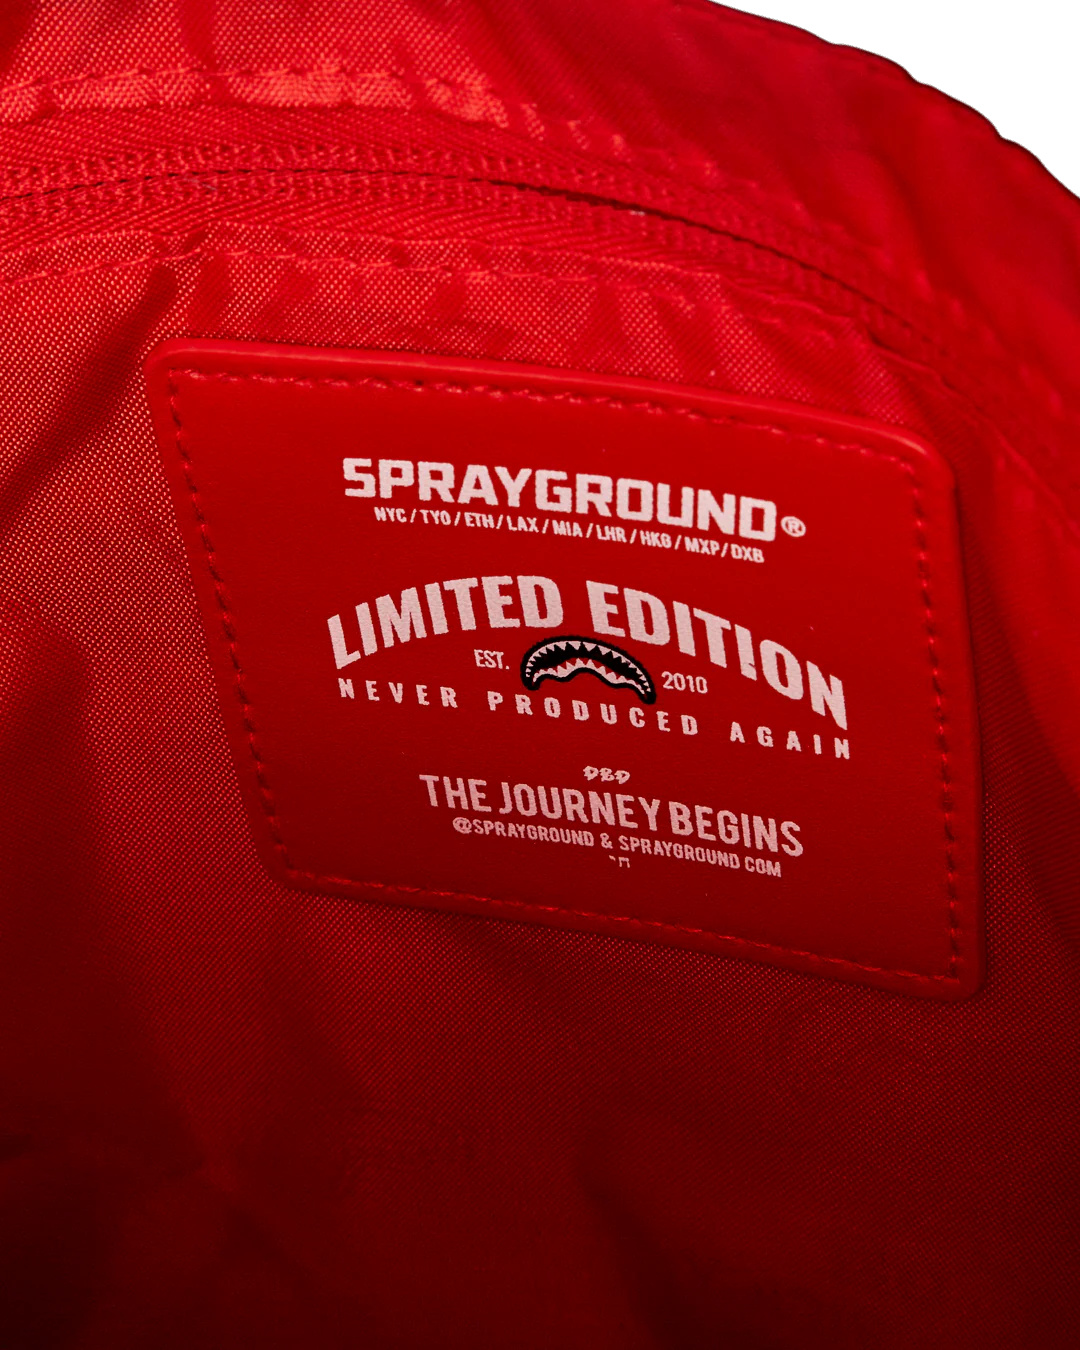 SPRAYGROUND®
NYC / TYO / ETH / LAX / MIA / LHR / HKG / MXP / DXB
LIMITED EDITION
EST. 2010
NEVER PRODUCED AGAIN
DBD
THE JOURNEY BEGINS
@SPRAYGROUND & SPRAYGROUND.COM